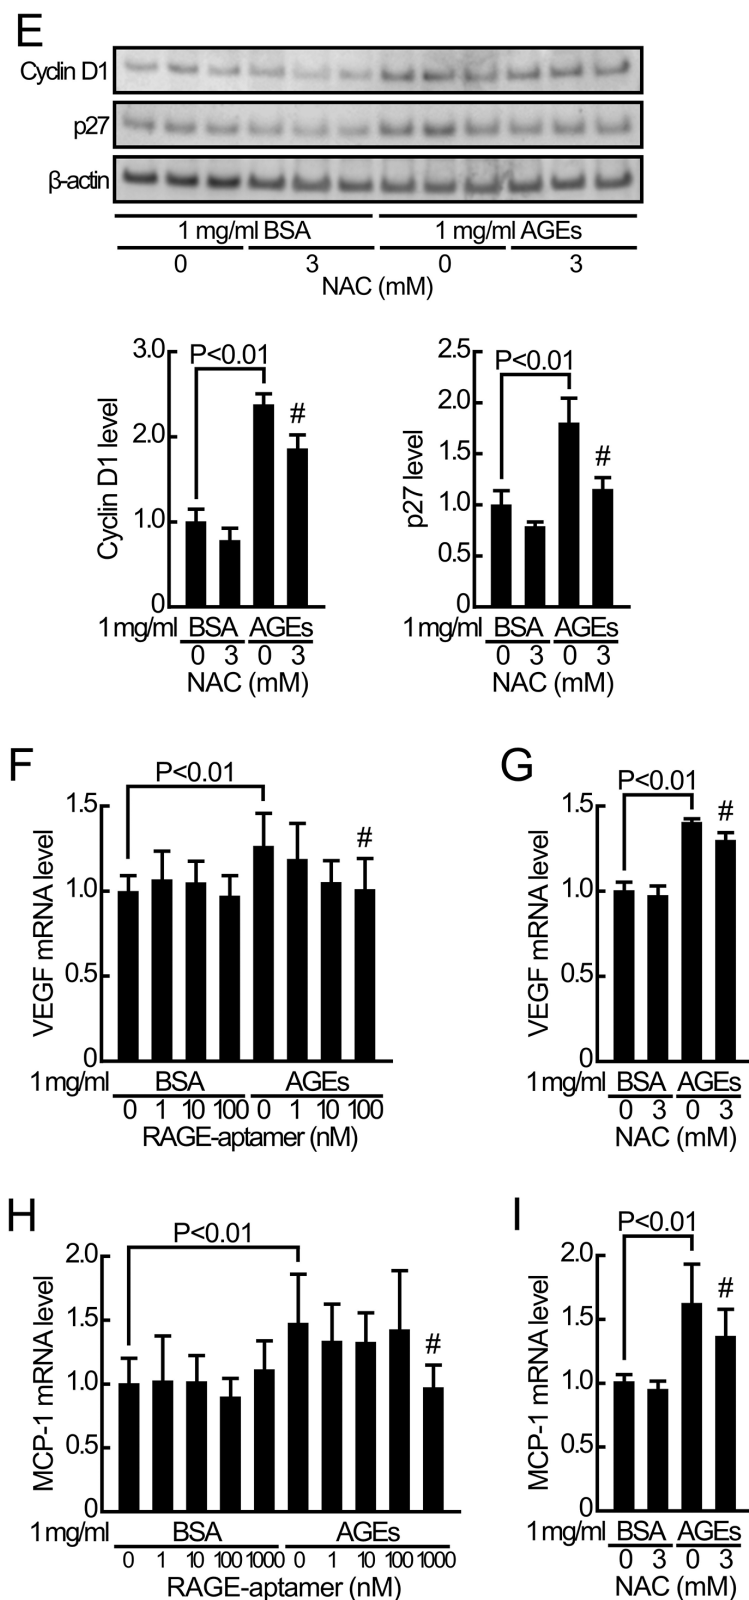 E
Cyclin D1
p27
β-actin
1 mg/ml BSA 1 mg/ml AGEs
0 3 0 3
NAC (mM)
3.0 P<0.01
2.0 #
1.0
0
Cyclin D1 level
1 mg/ml BSA AGEs
0 3 0 3
NAC (mM)
2.5 P<0.01
2.0
1.5 #
1.0
0.5
0
p27 level
1 mg/ml BSA AGEs
0 3 0 3
NAC (mM)
F
P<0.01
1.5 #
1.0
0.5
0
VEGF mRNA level
1 mg/ml BSA AGEs
0 1 10 100 0 1 10 100
RAGE-aptamer (nM)
G
P<0.01
1.5 #
1.0
0.5
0
VEGF mRNA level
1 mg/ml BSA AGEs
0 3 0 3
NAC (mM)
H
P<0.01
2.0
1.5 #
1.0
0.5
0
MCP-1 mRNA level
1 mg/ml BSA AGEs
0 1 10 100 1000 0 1 10 100 1000
RAGE-aptamer (nM)
I
P<0.01
2.0 #
1.5
1.0
0.5
0
MCP-1 mRNA level
1 mg/ml BSA AGEs
0 3 0 3
NAC (mM)